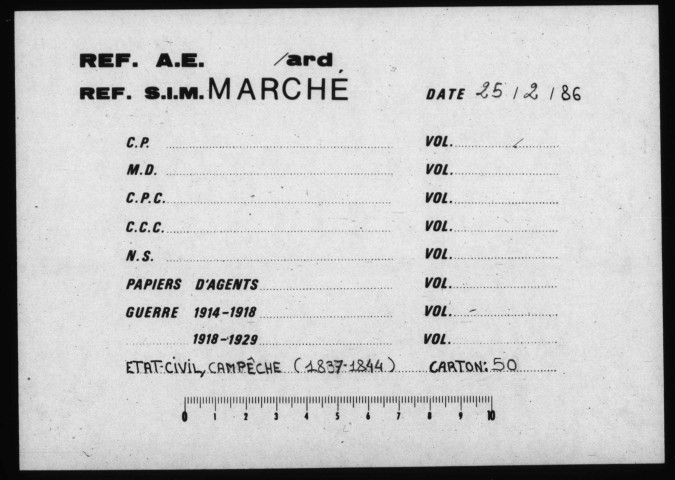 REF. A.E. /ard
REF. S.I.M. MARCHÉ DATE 25/2/86
C.P. VOL.
M.D. VOL.
C.P.C. VOL.
C.C.C. VOL.
N.S. VOL.
PAPIERS D'AGENTS VOL.
GUERRE 1914-1918 VOL.
1918-1929 VOL.
ETAT-CIVIL, CAMPÊCHE (1837-1844) CARTON: 50
0 1 2 3 4 5 6 7 8 9 10